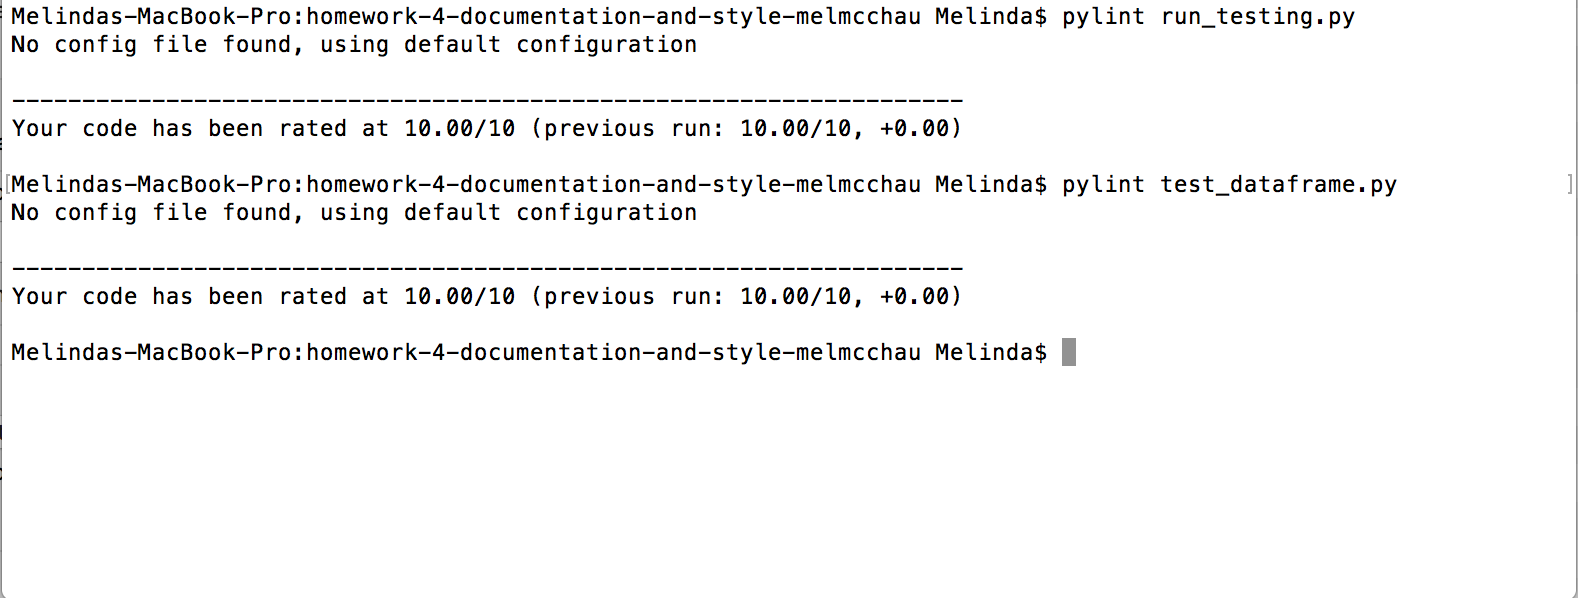 Melindas-MacBook-Pro:homework-4-documentation-and-style-melmcchau Melinda$ pylint run_testing.py
No config file found, using default configuration
--------------------------------------------------------------------
Your code has been rated at 10.00/10 (previous run: 10.00/10, +0.00)
[Melindas-MacBook-Pro:homework-4-documentation-and-style-melmcchau Melinda$ pylint test_dataframe.py ]
No config file found, using default configuration
--------------------------------------------------------------------
Your code has been rated at 10.00/10 (previous run: 10.00/10, +0.00)
Melindas-MacBook-Pro:homework-4-documentation-and-style-melmcchau Melinda$